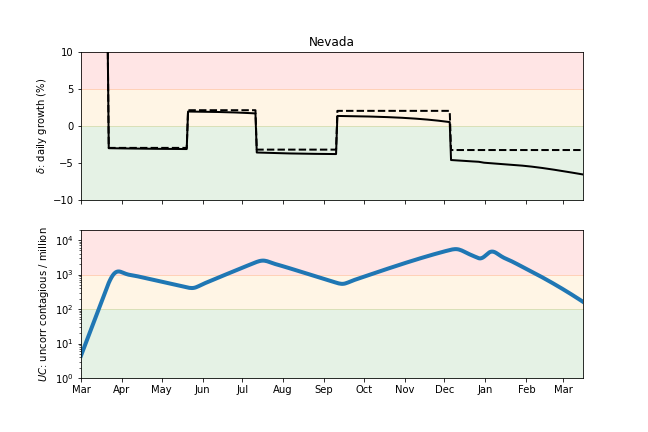 Nevada
10
5
0
−5
−10
δ: daily growth (%)
10⁴
10³
10²
10¹
10⁰
UC: uncorr contagious / million
Mar Apr May Jun Jul Aug Sep Oct Nov Dec Jan Feb Mar